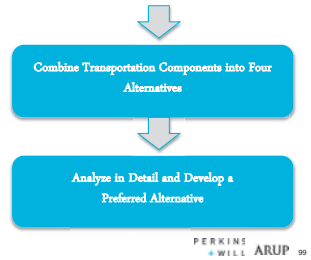 Combine Transportation Components into Four
Alternatives
Analyze in Detail and Develop a
Preferred Alternative
PERKINS
+ WILL ARUP 99